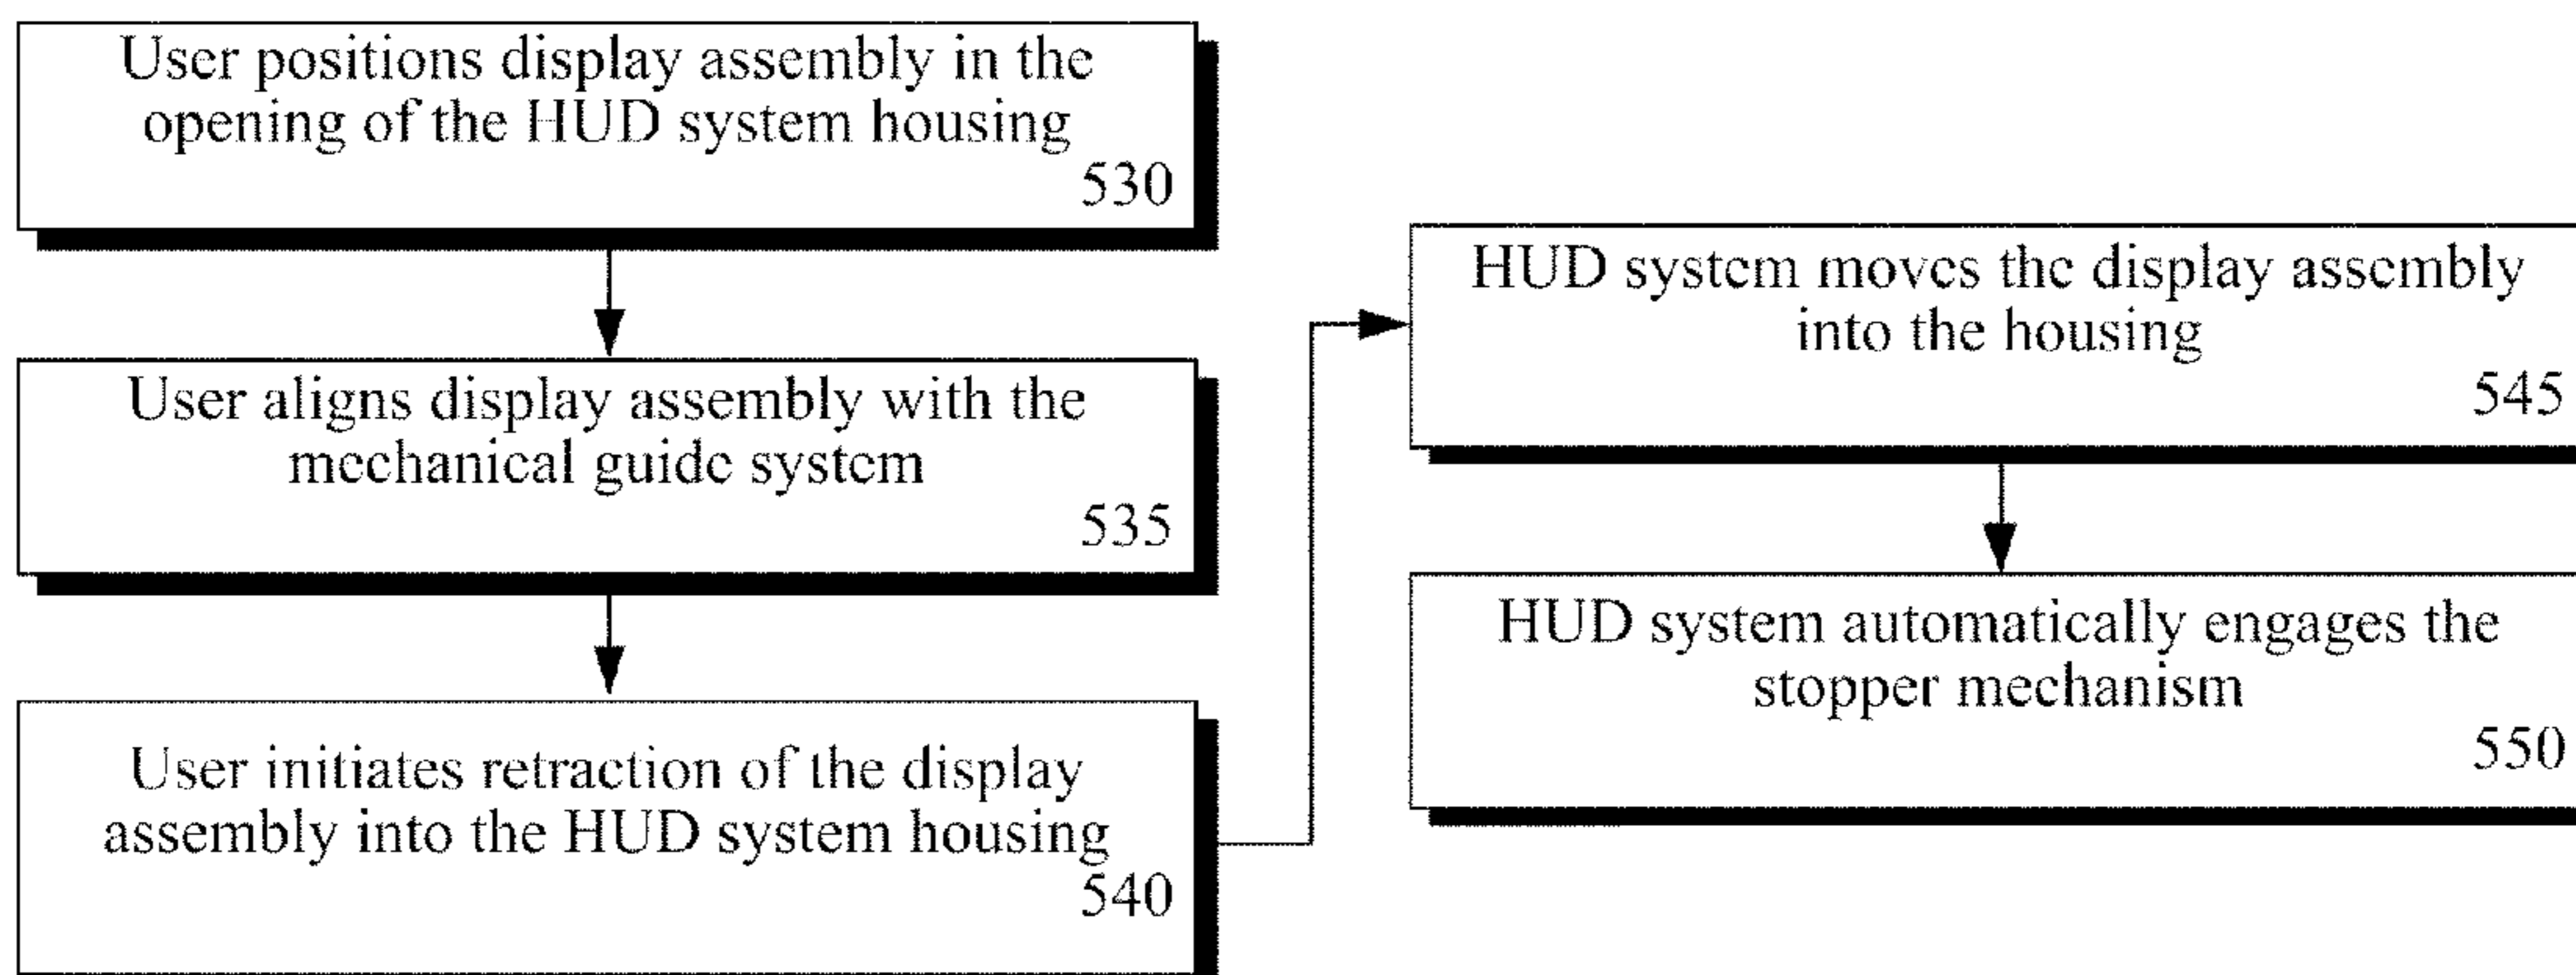 User positions display assembly in the
opening of the HUD system housing
530
User aligns display assembly with the
mechanical guide system
535
User initiates retraction of the display
assembly into the HUD system housing
540
HUD system moves the display assembly
into the housing
545
HUD system automatically engages the
stopper mechanism
550